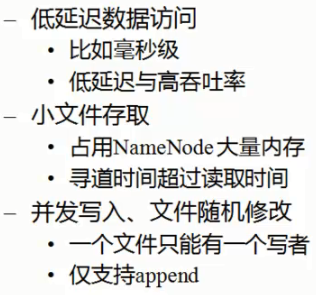 – 低延迟数据访问
• 比如毫秒级
• 低延迟与高吞吐率
– 小文件存取
• 占用NameNode大量内存
• 寻道时间超过读取时间
– 并发写入、文件随机修改
• 一个文件只能有一个写者
• 仅支持append